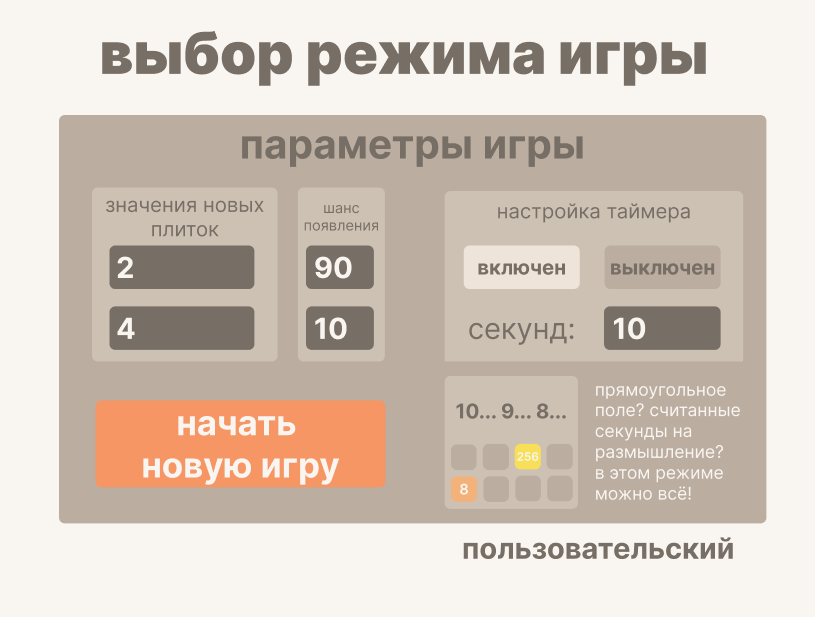 выбор режима игры
параметры игры
значения новых
плиток
2
4
шанс
появления
90
10
настройка таймера
включен
выключен
секунд:
10
начать
новую игру
10... 9... 8...
256
8
прямоугольное
поле? считанные
секунды на
размышление?
в этом режиме
можно всё!
пользовательский